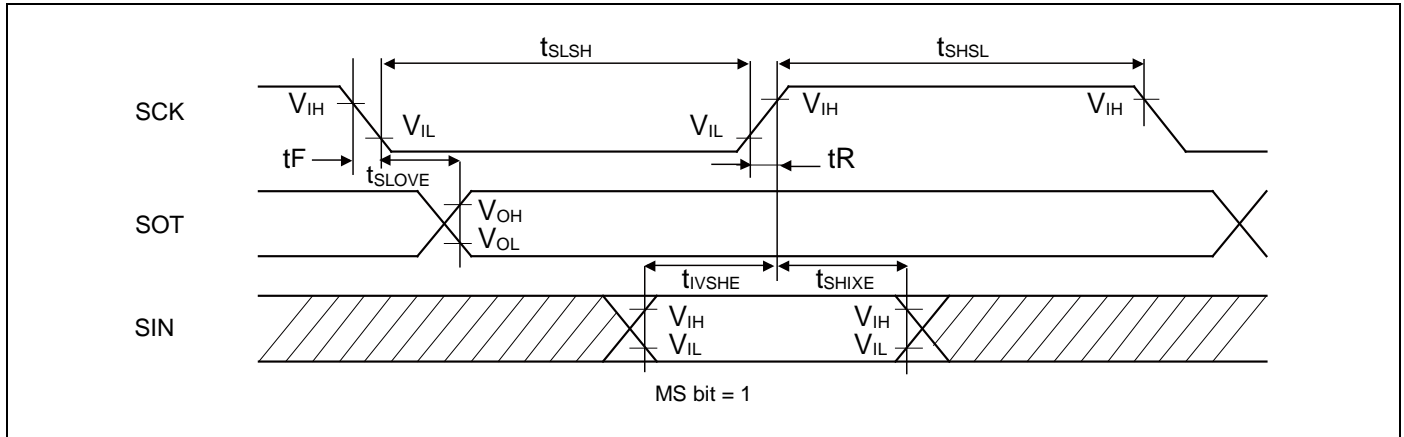 tSLSH
tSHSL
SCK
VIH
VIL
VIL
VIH
VIH
tF
tSLOVE
tR
SOT
VOH
VOL
tIVSHE
tSHIXE
SIN
VIH
VIH
VIL
VIL
MS bit = 1